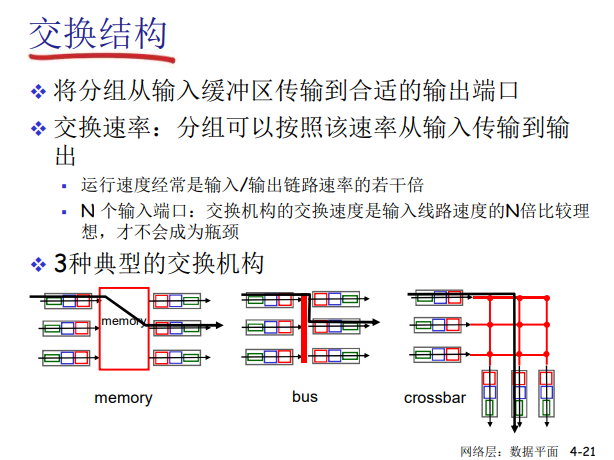 交换结构
将分组从输入缓冲区传输到合适的输出端口
交换速率：分组可以按照该速率从输入传输到输
出
运行速度经常是输入/输出链路速率的若干倍
N 个输入端口：交换机构的交换速度是输入线路速度的N倍比较理
想，才不会成为瓶颈
3种典型的交换机构
memory
memory
bus
crossbar
网络层：数据平面 4-21